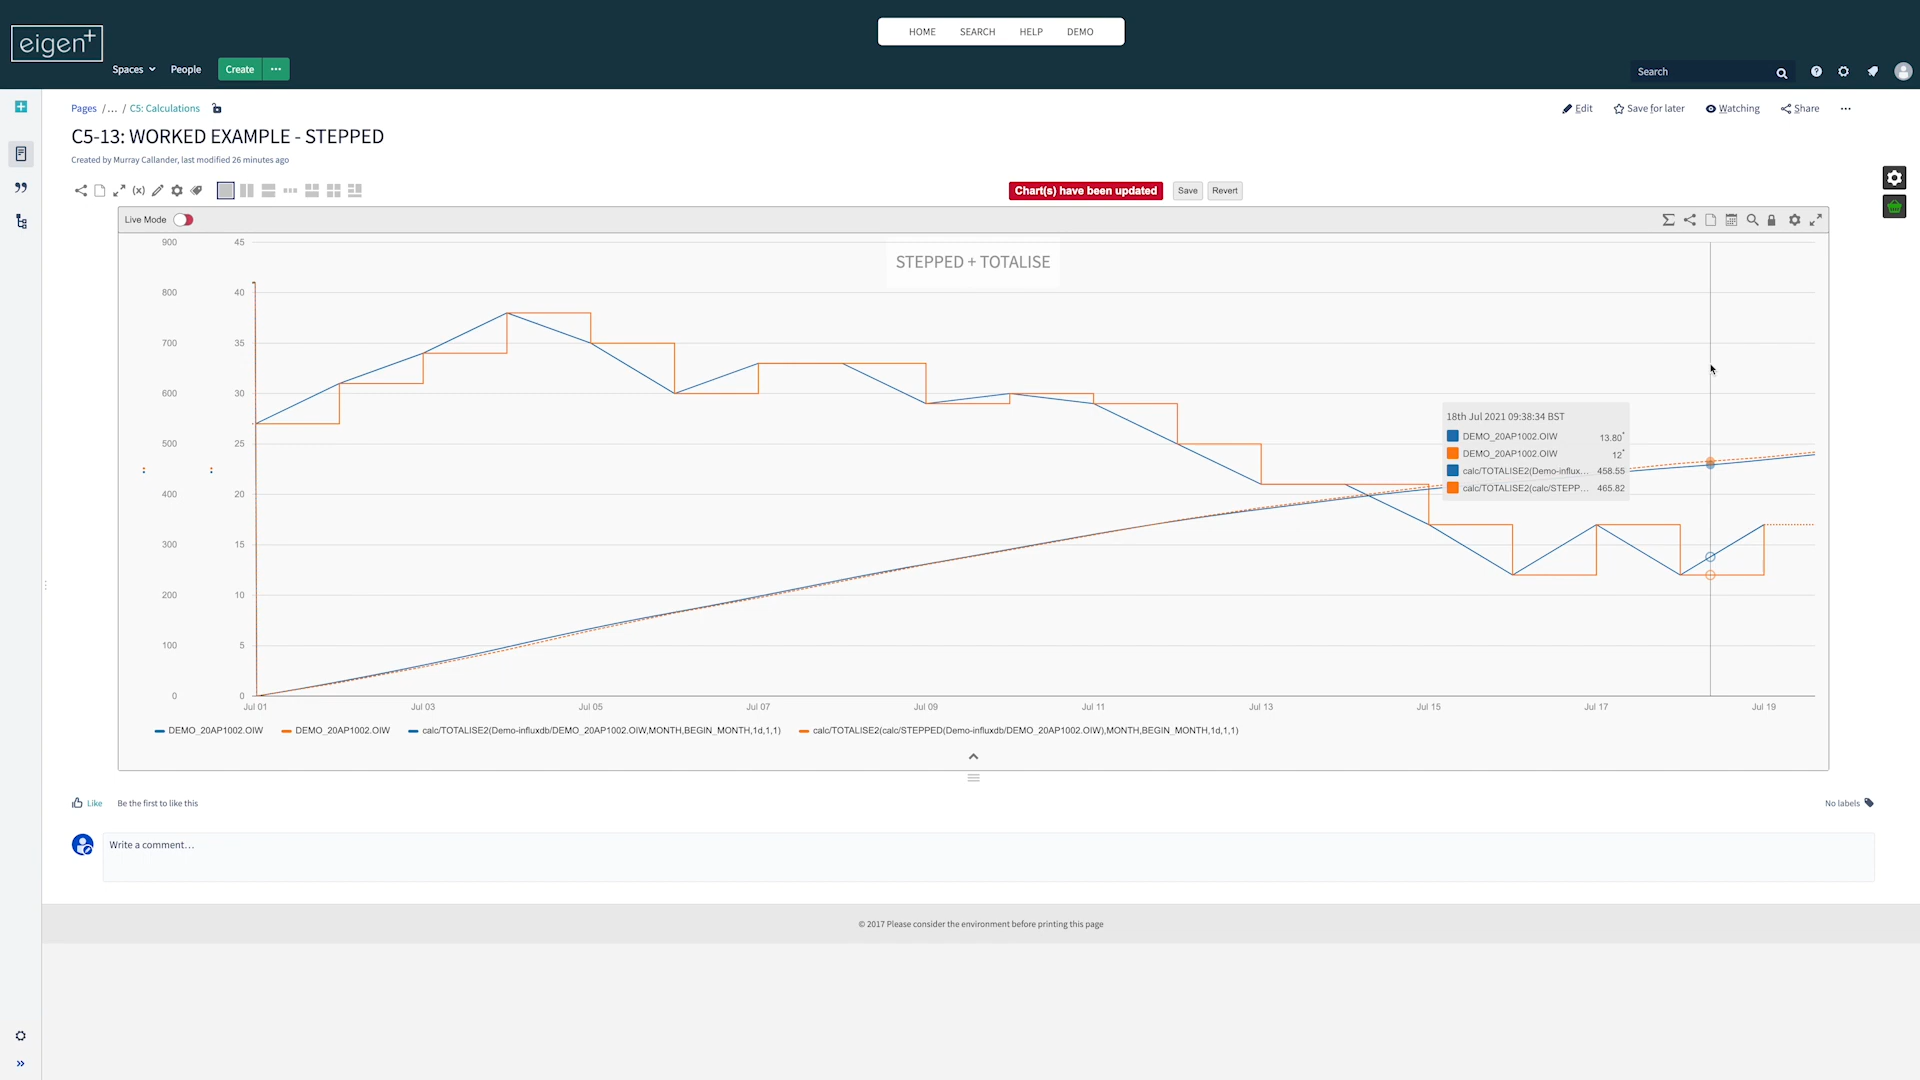 eigen+
HOME SEARCH HELP DEMO
Spaces People Create ···
Search
Pages / ... / C5: Calculations
Edit Save for later Watching Share ···
C5-13: WORKED EXAMPLE - STEPPED
Created by Murray Callander, last modified 26 minutes ago
(x)
Chart(s) have been updated Save Revert
Live Mode
STEPPED + TOTALISE
900 45
800 40
700 35
600 30
500 25
400 20
300 15
200 10
100 5
0 0
18th Jul 2021 09:38:34 BST
DEMO_20AP1002.OIW 13.80*
DEMO_20AP1002.OIW 12*
calc/TOTALISE2(Demo-influx... 458.55
calc/TOTALISE2(calc/STEPP... 465.82
Jul 01 Jul 03 Jul 05 Jul 07 Jul 09 Jul 11 Jul 13 Jul 15 Jul 17 Jul 19
DEMO_20AP1002.OIW DEMO_20AP1002.OIW calc/TOTALISE2(Demo-influxdb/DEMO_20AP1002.OIW,MONTH,BEGIN_MONTH,1d,1,1) calc/TOTALISE2(calc/STEPPED(Demo-influxdb/DEMO_20AP1002.OIW),MONTH,BEGIN_MONTH,1d,1,1)
Like Be the first to like this
No labels
Write a comment…
© 2017 Please consider the environment before printing this page